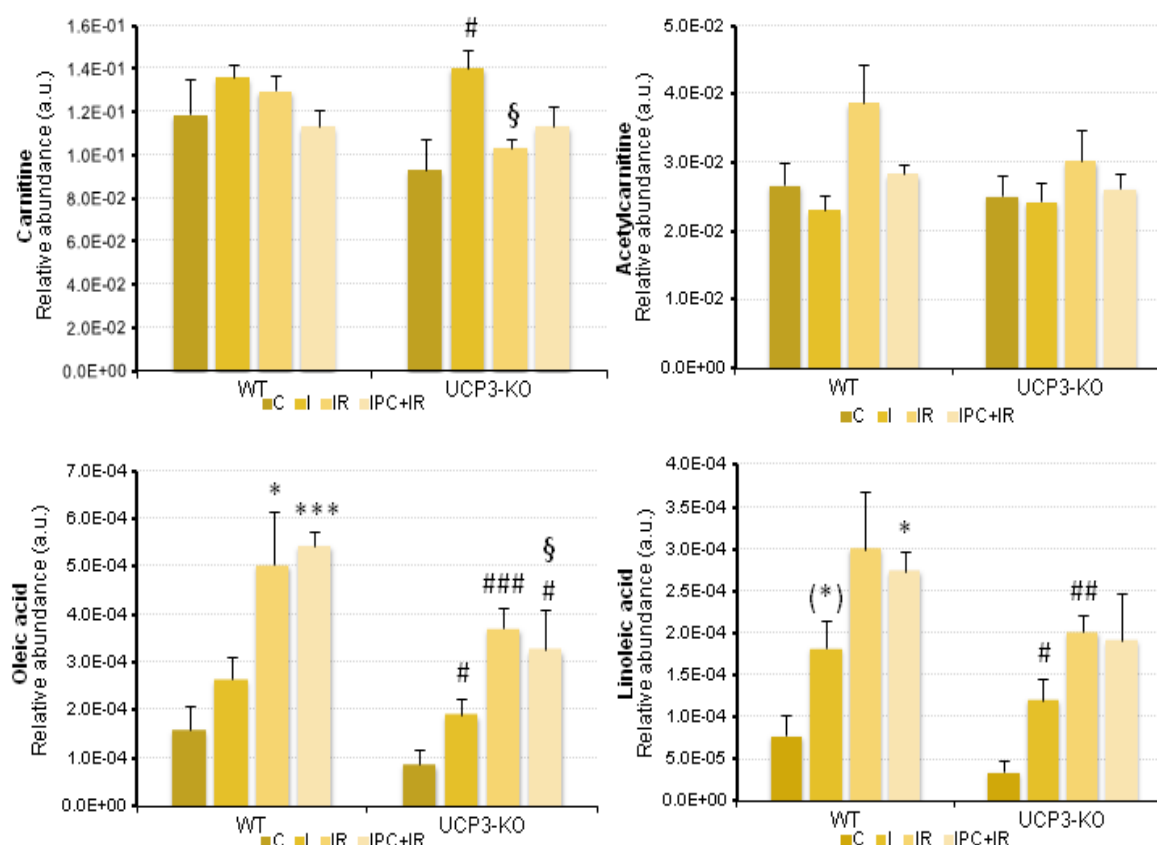 Carnitine
Relative abundance (a.u.)
1.6E-01
1.4E-01
1.2E-01
1.0E-01
8.0E-02
6.0E-02
4.0E-02
2.0E-02
0.0E+00
#
§
WT
UCP3-KO
C I IR IPC+IR
Acetylcarnitine
Relative abundance (a.u.)
5.0E-02
4.0E-02
3.0E-02
2.0E-02
1.0E-02
0.0E+00
WT
UCP3-KO
C I IR IPC+IR
Oleic acid
Relative abundance (a.u.)
7.0E-04
6.0E-04
5.0E-04
4.0E-04
3.0E-04
2.0E-04
1.0E-04
0.0E+00
*
***
#
###
§
#
WT
UCP3-KO
C I IR IPC+IR
Linoleic acid
Relative abundance (a.u.)
4.0E-04
3.5E-04
3.0E-04
2.5E-04
2.0E-04
1.5E-04
1.0E-04
5.0E-05
0.0E+00
(*)
*
#
##
WT
UCP3-KO
C I IR IPC+IR